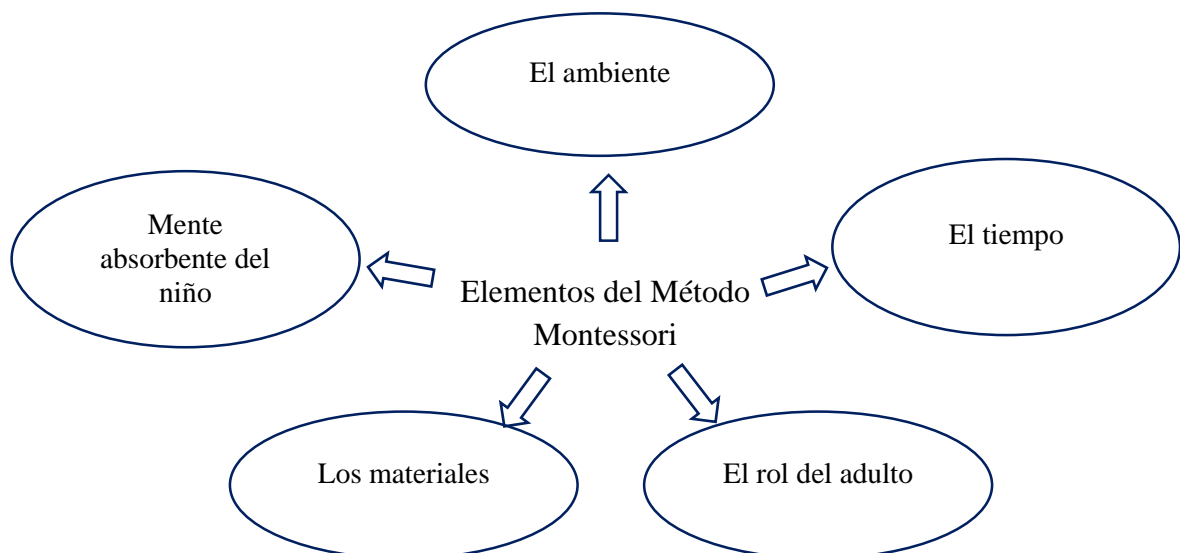 El ambiente
Mente
absorbente del
niño
El tiempo
Elementos del Método
Montessori
Los materiales
El rol del adulto